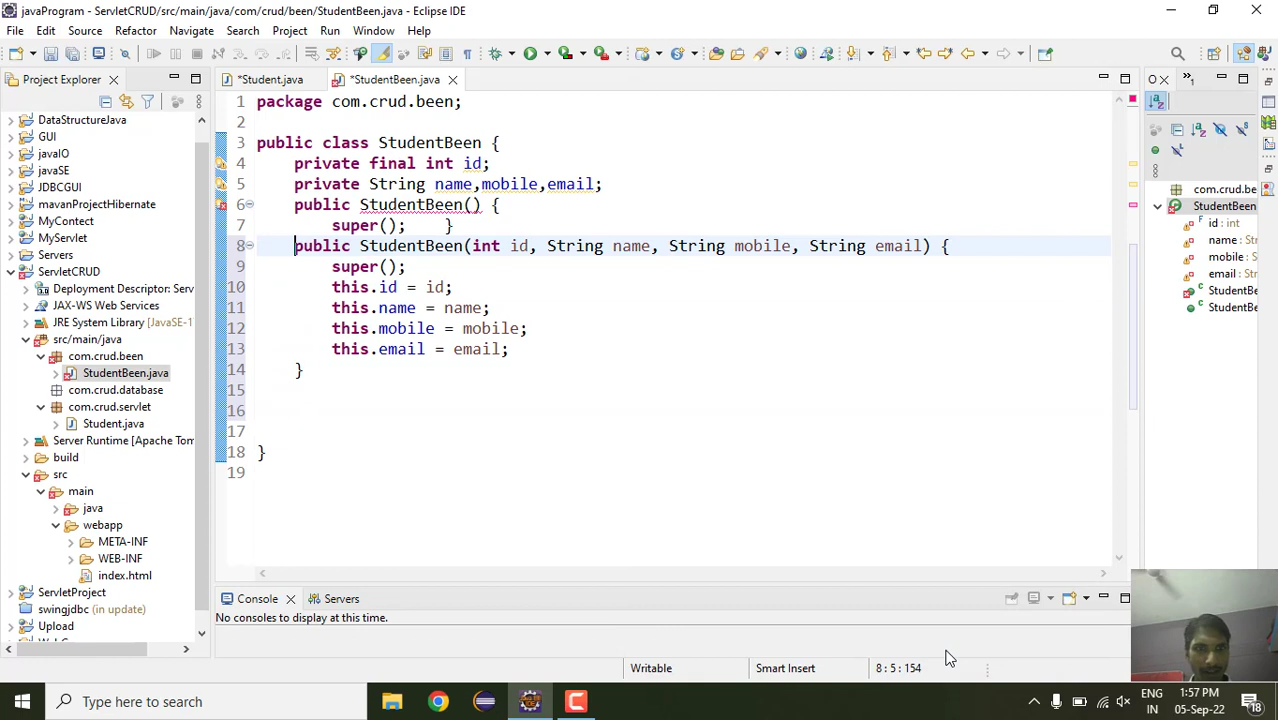 javaProgram - ServletCRUD/src/main/java/com/crud/been/StudentBeen.java - Eclipse IDE
File Edit Source Refactor Navigate Search Project Run Window Help
Project Explorer
*Student.java *StudentBeen.java
DataStructureJava
GUI
javaIO
javaSE
JDBCGUI
mavanProjectHibernate
MyContect
MyServlet
Servers
ServletCRUD
Deployment Descriptor: Serv
JAX-WS Web Services
JRE System Library [JavaSE-1
src/main/java
com.crud.been
StudentBeen.java
com.crud.database
com.crud.servlet
Student.java
Server Runtime [Apache Tom
build
src
main
java
webapp
META-INF
WEB-INF
index.html
ServletProject
swingjdbc (in update)
Upload
1 package com.crud.been;
2
3 public class StudentBeen {
4 private final int id;
5 private String name,mobile,email;
6 public StudentBeen() {
7 super(); }
8 public StudentBeen(int id, String name, String mobile, String email) {
9 super();
10 this.id = id;
11 this.name = name;
12 this.mobile = mobile;
13 this.email = email;
14 }
15
16
17
18 }
19
O
»1
com.crud.be
StudentBeen
id : int
name :
mobile :
email :
StudentBe
StudentBe
Console Servers
No consoles to display at this time.
Writable Smart Insert 8 : 5 : 154
Type here to search
ENG
IN
1:57 PM
05-Sep-22
18